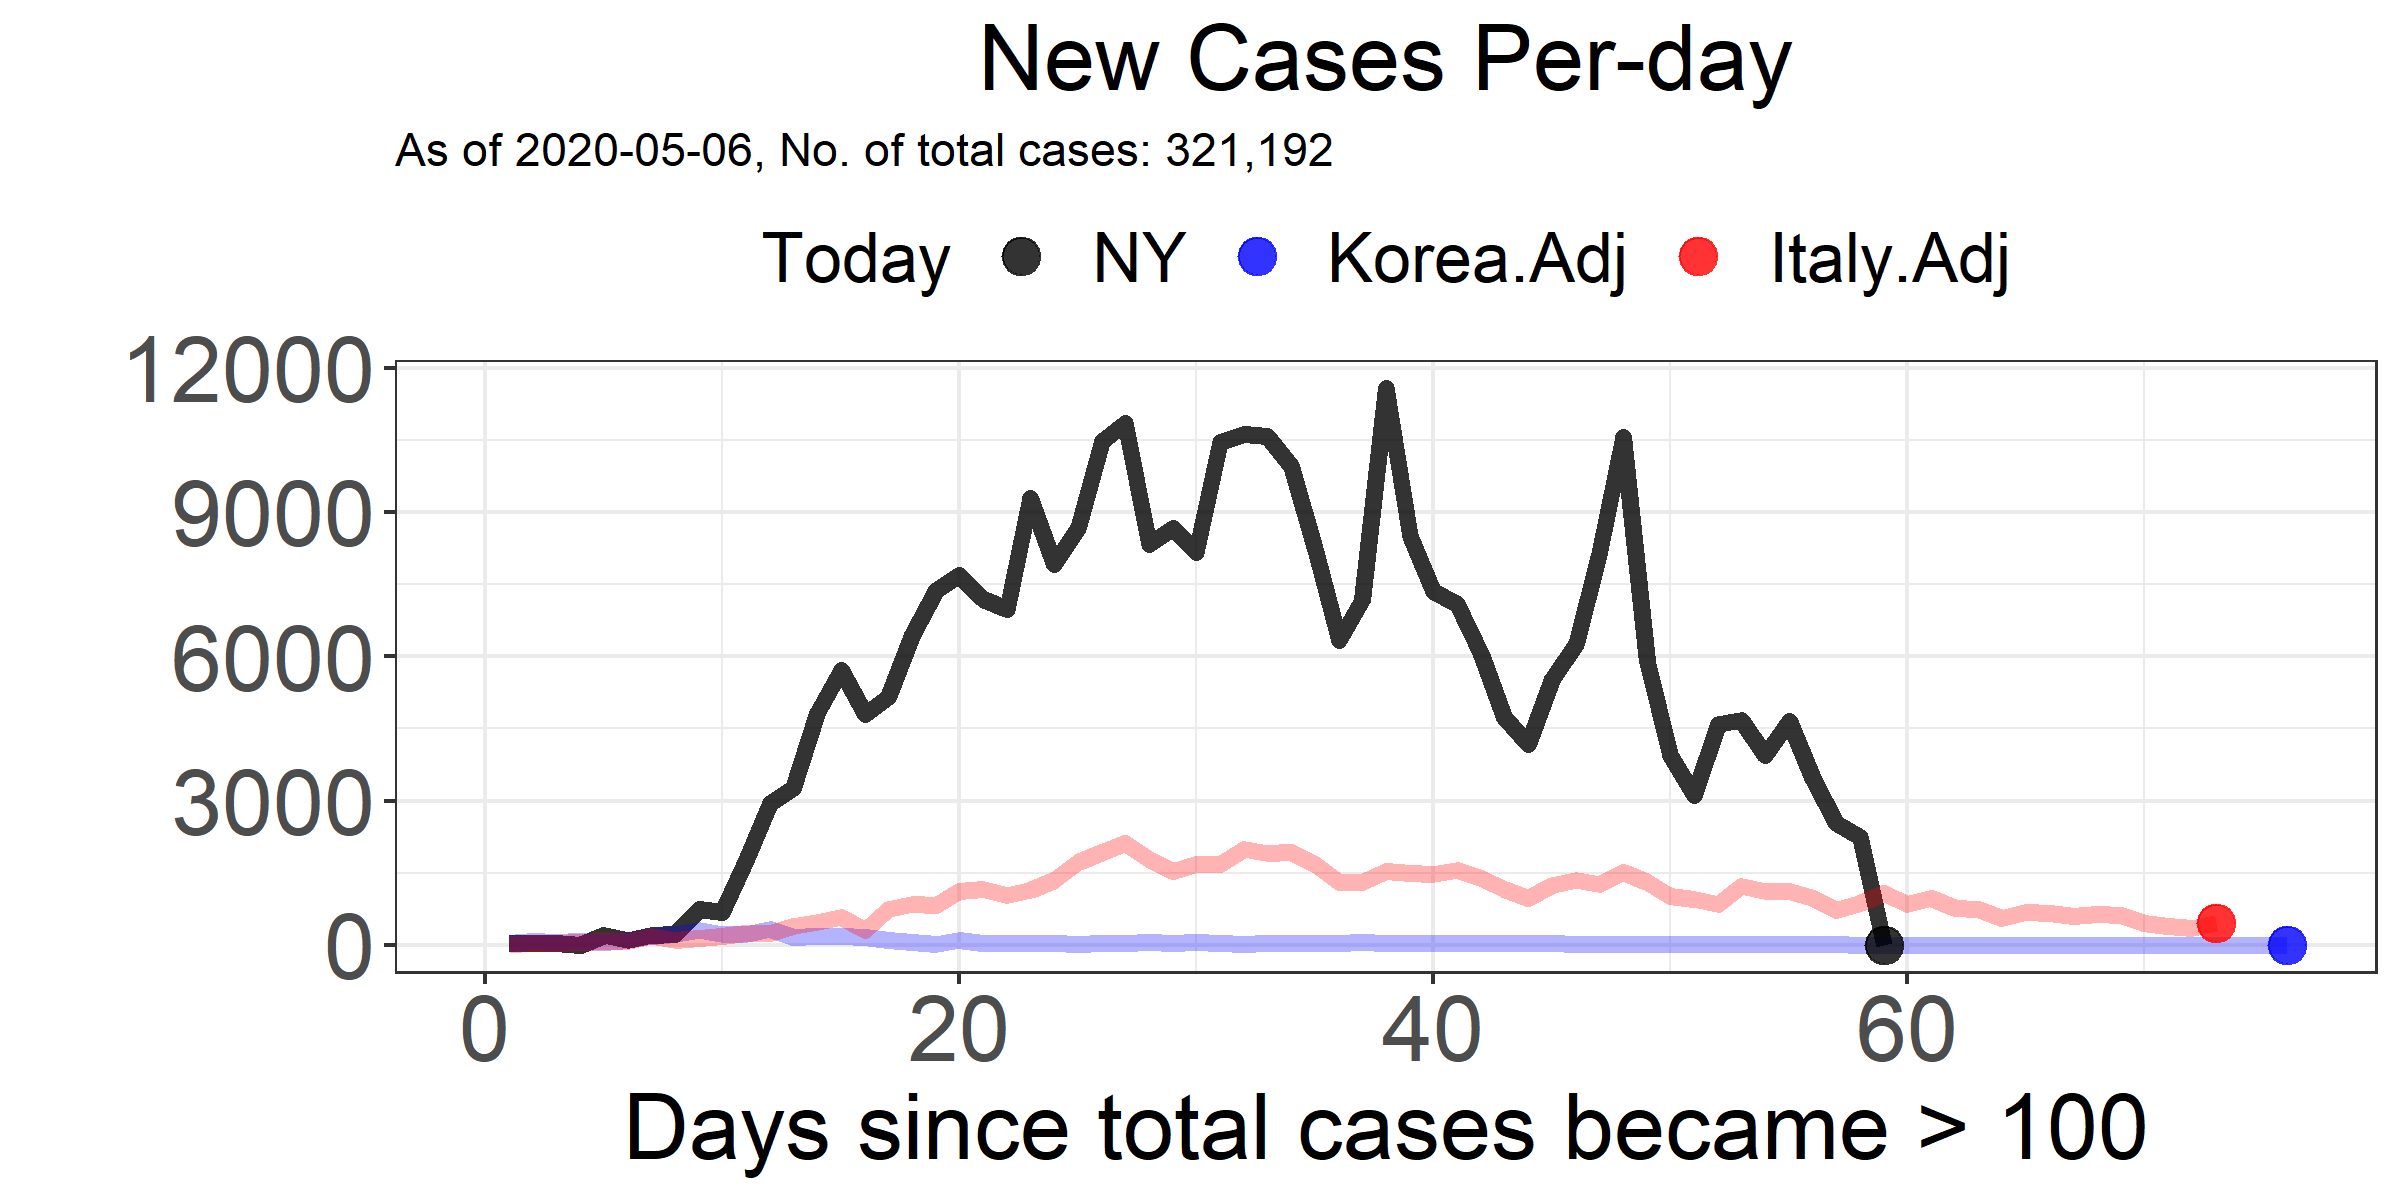 New Cases Per-day
As of 2020-05-06, No. of total cases: 321,192
Today NY Korea.Adj Italy.Adj
12000
9000
6000
3000
0
0 20 40 60
Days since total cases became > 100